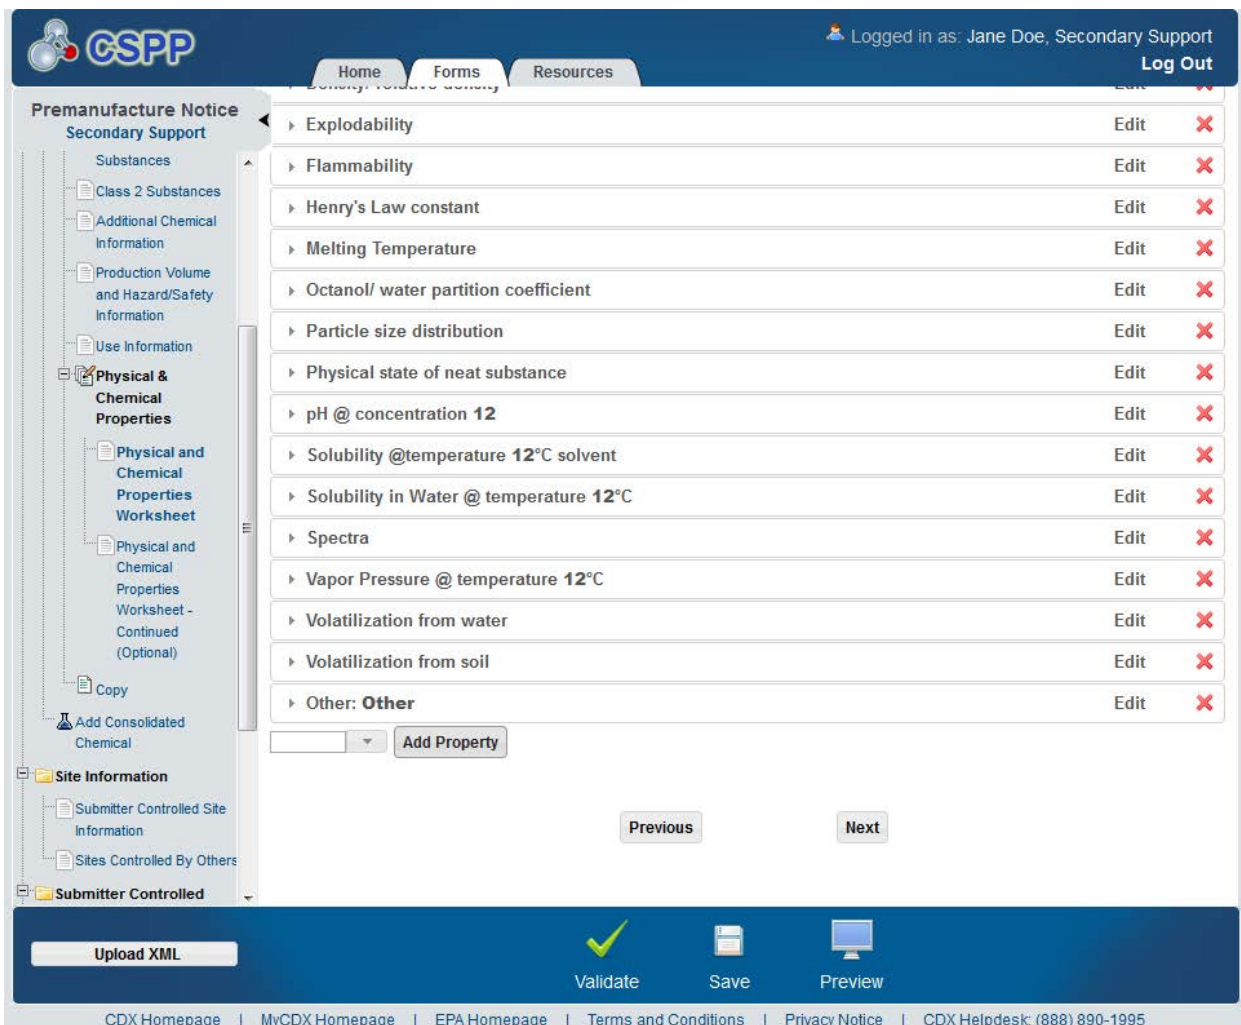 CSPP
Logged in as: Jane Doe, Secondary Support
Log Out
Home Forms Resources
Premanufacture Notice
Secondary Support
Substances
Class 2 Substances
Additional Chemical
Information
Production Volume
and Hazard/Safety
Information
Use Information
Physical &
Chemical
Properties
Physical and
Chemical
Properties
Worksheet
Physical and
Chemical
Properties
Worksheet -
Continued
(Optional)
Copy
Add Consolidated
Chemical
Site Information
Submitter Controlled Site
Information
Sites Controlled By Others
Submitter Controlled
Density/ relative density Edit
Explodability Edit
Flammability Edit
Henry's Law constant Edit
Melting Temperature Edit
Octanol/ water partition coefficient Edit
Particle size distribution Edit
Physical state of neat substance Edit
pH @ concentration 12 Edit
Solubility @temperature 12°C solvent Edit
Solubility in Water @ temperature 12°C Edit
Spectra Edit
Vapor Pressure @ temperature 12°C Edit
Volatilization from water Edit
Volatilization from soil Edit
Other: Other Edit
Add Property
Previous Next
Upload XML
Validate Save Preview
CDX Homepage | MyCDX Homepage | EPA Homepage | Terms and Conditions | Privacy Notice | CDX Helpdesk: (888) 890-1995